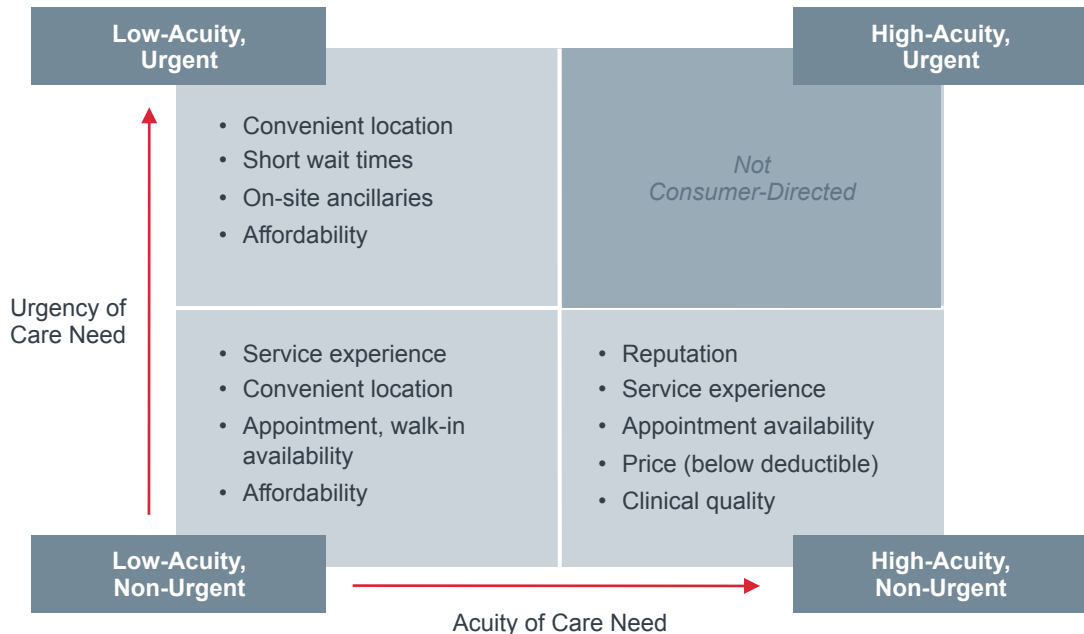 Low-Acuity,
Urgent
High-Acuity,
Urgent
• Convenient location
• Short wait times
• On-site ancillaries
• Affordability
Not
Consumer-Directed
Urgency of
Care Need
• Service experience
• Convenient location
• Appointment, walk-in
availability
• Affordability
• Reputation
• Service experience
• Appointment availability
• Price (below deductible)
• Clinical quality
Low-Acuity,
Non-Urgent
High-Acuity,
Non-Urgent
Acuity of Care Need